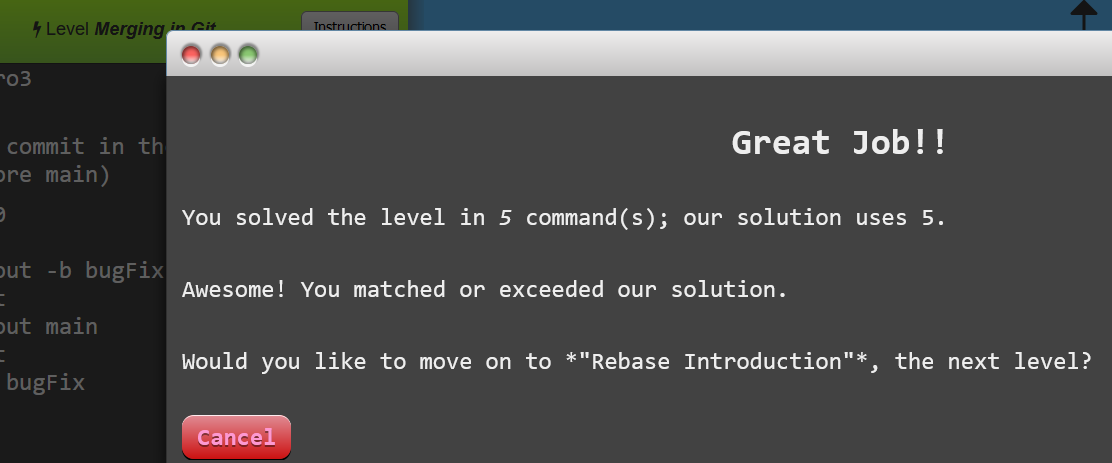 Level Merging in Git
Instructions
ro3
commit in th
ore main)
0
out -b bugFix
t
out main
t
bugFix
Great Job!!
You solved the level in 5 command(s); our solution uses 5.
Awesome! You matched or exceeded our solution.
Would you like to move on to *"Rebase Introduction"*, the next level?
Cancel